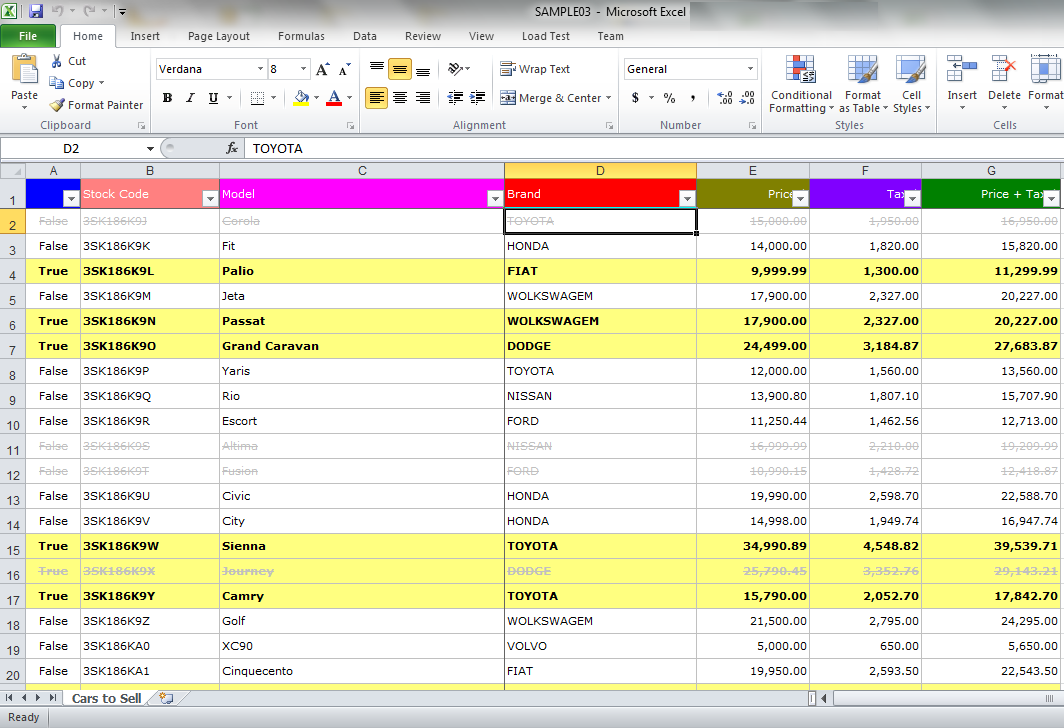 SAMPLE03 - Microsoft Excel
File Home Insert Page Layout Formulas Data Review View Load Test Team
Paste
Cut
Copy
Format Painter
Clipboard
Verdana 8 A A
B I U A
Font
Wrap Text
Merge & Center
Alignment
General
$ % , .00 .0
Number
Conditional Formatting
Format as Table
Cell Styles
Styles
Insert Delete Format
Cells
D2 fx TOYOTA
A B C D E F G
1 Stock Code Model Brand Price Tax Price + Tax
2 False 3SK186K9J Corola TOYOTA 15,000.00 1,950.00 16,950.00
3 False 3SK186K9K Fit HONDA 14,000.00 1,820.00 15,820.00
4 True 3SK186K9L Palio FIAT 9,999.99 1,300.00 11,299.99
5 False 3SK186K9M Jeta WOLKSWAGEM 17,900.00 2,327.00 20,227.00
6 True 3SK186K9N Passat WOLKSWAGEM 17,900.00 2,327.00 20,227.00
7 True 3SK186K9O Grand Caravan DODGE 24,499.00 3,184.87 27,683.87
8 False 3SK186K9P Yaris TOYOTA 12,000.00 1,560.00 13,560.00
9 False 3SK186K9Q Rio NISSAN 13,900.80 1,807.10 15,707.90
10 False 3SK186K9R Escort FORD 11,250.44 1,462.56 12,713.00
11 False 3SK186K9S Altima NISSAN 16,999.99 2,210.00 19,209.99
12 False 3SK186K9T Fusion FORD 10,990.15 1,428.72 12,418.87
13 False 3SK186K9U Civic HONDA 19,990.00 2,598.70 22,588.70
14 False 3SK186K9V City HONDA 14,998.00 1,949.74 16,947.74
15 True 3SK186K9W Sienna TOYOTA 34,990.89 4,548.82 39,539.71
16 True 3SK186K9X Journey DODGE 25,790.45 3,352.76 29,143.21
17 True 3SK186K9Y Camry TOYOTA 15,790.00 2,052.70 17,842.70
18 False 3SK186K9Z Golf WOLKSWAGEM 21,500.00 2,795.00 24,295.00
19 False 3SK186KA0 XC90 VOLVO 5,000.00 650.00 5,650.00
20 False 3SK186KA1 Cinquecento FIAT 19,950.00 2,593.50 22,543.50
Cars to Sell
Ready